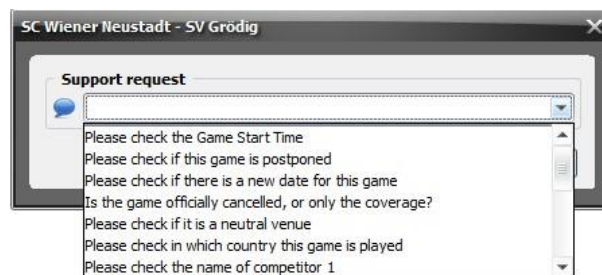 SC Wiener Neustadt - SV Grödig
Support request
Please check the Game Start Time
Please check if this game is postponed
Please check if there is a new date for this game
Is the game officially cancelled, or only the coverage?
Please check if it is a neutral venue
Please check in which country this game is played
Please check the name of competitor 1